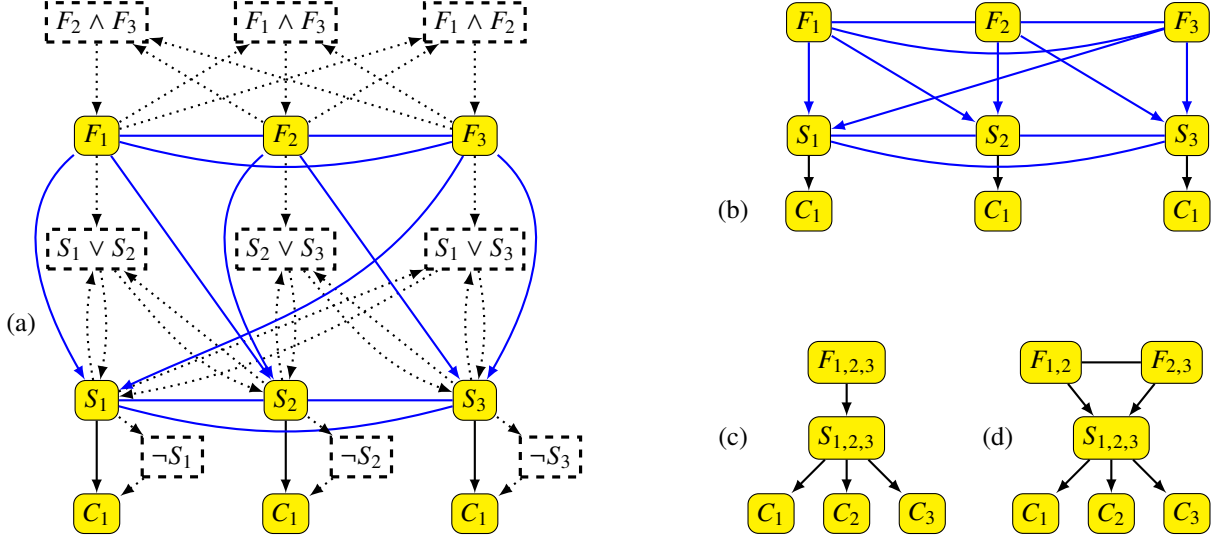 F₂ ∧ F₃ F₁ ∧ F₃ F₁ ∧ F₂
F₁ F₂ F₃
S₁ ∨ S₂ S₂ ∨ S₃ S₁ ∨ S₃
(a)
S₁ S₂ S₃
¬S₁ ¬S₂ ¬S₃
C₁ C₁ C₁
F₁ F₂ F₃
S₁ S₂ S₃
(b) C₁ C₁ C₁
F₁,₂,₃
(c) S₁,₂,₃
C₁ C₂ C₃
F₁,₂ F₂,₃
(d) S₁,₂,₃
C₁ C₂ C₃